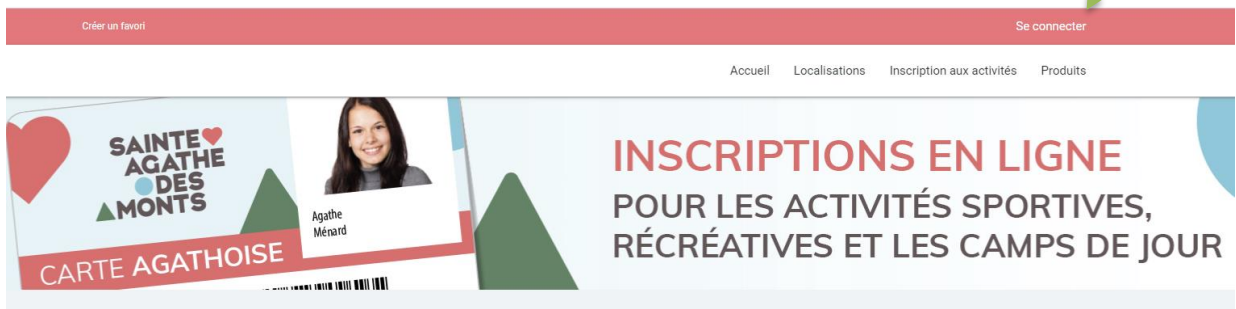 Créer un favori
Se connecter
Accueil Localisations Inscription aux activités Produits
SAINTE
AGATHE
DES
MONTS
Agathe
Ménard
CARTE AGATHOISE
INSCRIPTIONS EN LIGNE
POUR LES ACTIVITÉS SPORTIVES,
RÉCRÉATIVES ET LES CAMPS DE JOUR